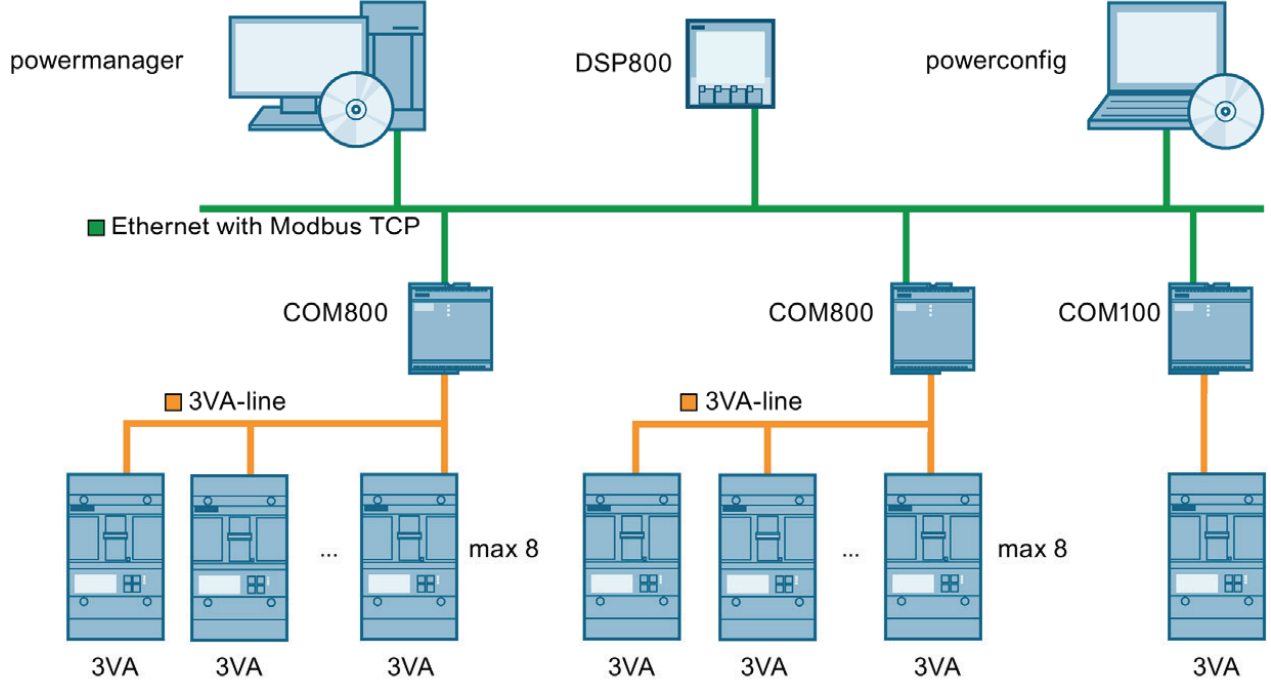 powermanager
DSP800
powerconfig
Ethernet with Modbus TCP
COM800
COM800
COM100
3VA-line
3VA-line
...
max 8
...
max 8
3VA
3VA
3VA
3VA
3VA
3VA
3VA